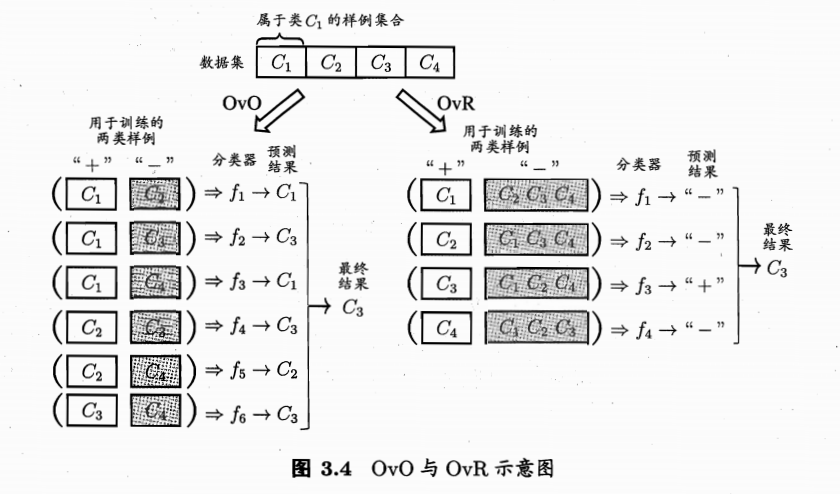 属于类C₁的样例集合
数据集 C₁ C₂ C₃ C₄
OvO
OvR
用于训练的
两类样例
“+” “−” 分类器 预测
结果
( C₁ C₂ ) ⇒ f₁ → C₁
( C₁ C₃ ) ⇒ f₂ → C₃
( C₁ C₄ ) ⇒ f₃ → C₁
( C₂ C₃ ) ⇒ f₄ → C₃
( C₂ C₄ ) ⇒ f₅ → C₂
( C₃ C₄ ) ⇒ f₆ → C₃
最终
结果
C₃
用于训练的
两类样例
“+” “−” 分类器 预测
结果
( C₁ C₂ C₃ C₄ ) ⇒ f₁ → “−”
( C₂ C₁ C₃ C₄ ) ⇒ f₂ → “−”
( C₃ C₁ C₂ C₄ ) ⇒ f₃ → “+”
( C₄ C₁ C₂ C₃ ) ⇒ f₄ → “−”
最终
结果
C₃
图 3.4 OvO 与 OvR 示意图